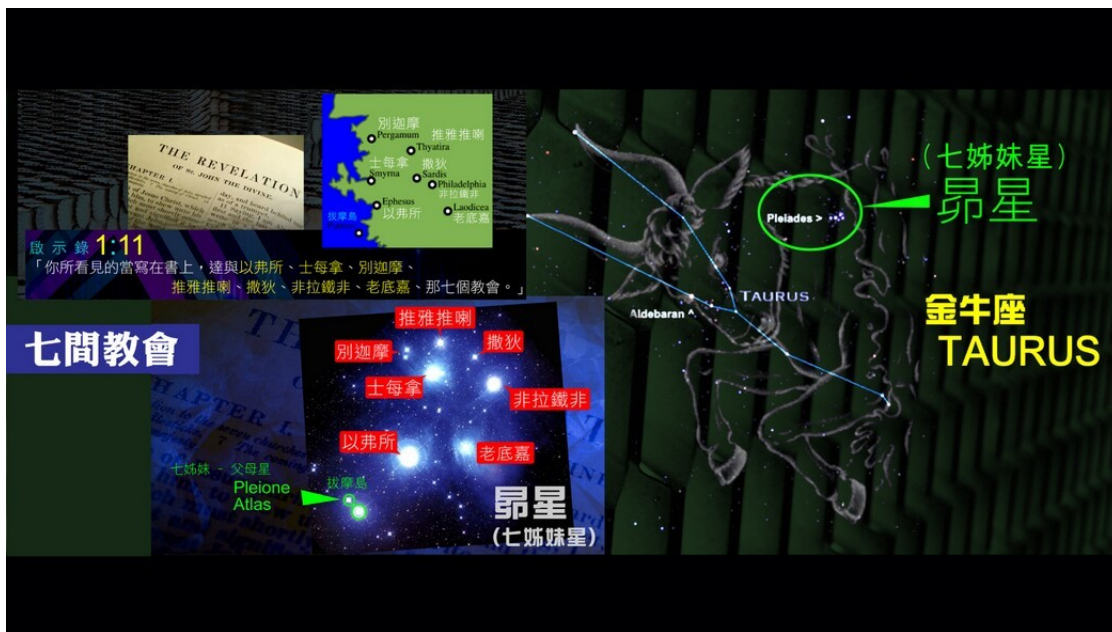 THE REVELATION
OF ST. JOHN THE DIVINE.
CHAPTER I.
別迦摩
Pergamum
推雅推喇
Thyatira
士每拿
Smyrna
撒狄
Sardis
Philadelphia
非拉鐵非
Ephesus
以弗所
Laodicea
老底嘉
拔摩島
啟示錄 1:11
「你所看見的當寫在書上，達與以弗所、士每拿、別迦摩、
推雅推喇、撒狄、非拉鐵非、老底嘉、那七個教會。」
七間教會
推雅推喇
別迦摩
撒狄
士每拿
非拉鐵非
以弗所
老底嘉
七姊妹 - 父母星
Pleione
Atlas
拔摩島
昴星
(七姊妹星)
(七姊妹星)
昴星
Pleiades >
TAURUS
Aldebaran ^
金牛座
TAURUS